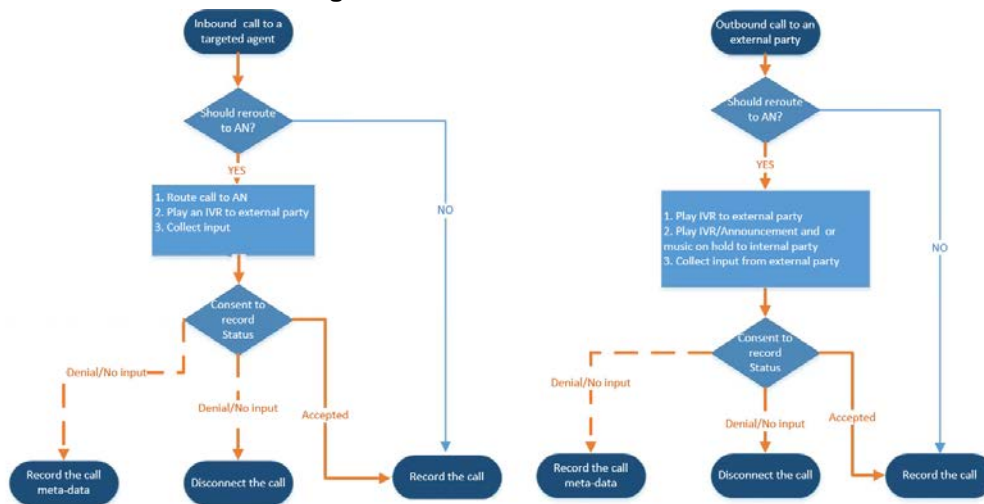 Inbound call to a
targeted agent
Should reroute
to AN?
YES
NO
1. Route call to AN
2. Play an IVR to external party
3. Collect input
Consent to
record
Status
Denial/No input
Denial/No input
Accepted
Record the call
meta-data
Disconnect the call
Record the call
Outbound call to an
external party
Should reroute
to AN?
YES
NO
1. Play IVR to external party
2. Play IVR/Announcement and or
music on hold to internal party
3. Collect input from external party
Consent to
record
Status
Denial/No input
Denial/No input
Accepted
Record the call
meta-data
Disconnect the call
Record the call